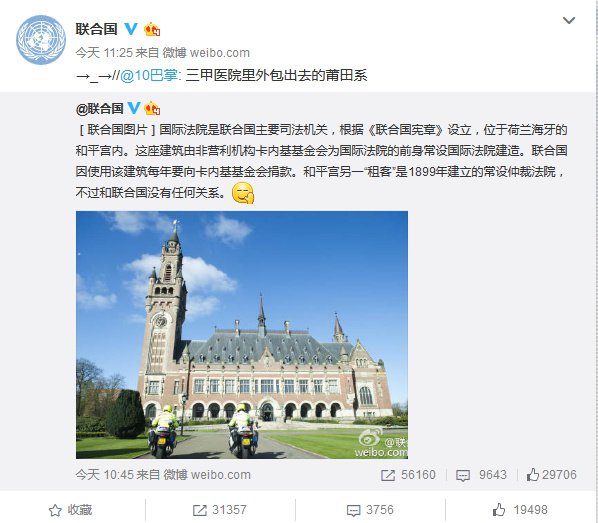 联合国
今天 11:25 来自 微博 weibo.com
→_→//@10巴掌: 三甲医院里外包出去的莆田系
@联合国
［联合国图片］国际法院是联合国主要司法机关，根据《联合国宪章》设立，位于荷兰海牙的
和平宫内。这座建筑由非营利机构卡内基基金会为国际法院的前身常设国际法院建造。联合国
因使用该建筑每年要向卡内基基金会捐款。和平宫另一“租客”是1899年建立的常设仲裁法院，
不过和联合国没有任何关系。
@联合
weibo.com
今天 10:45 来自 微博 weibo.com 56160 9643 29706
收藏 31357 3756 19498